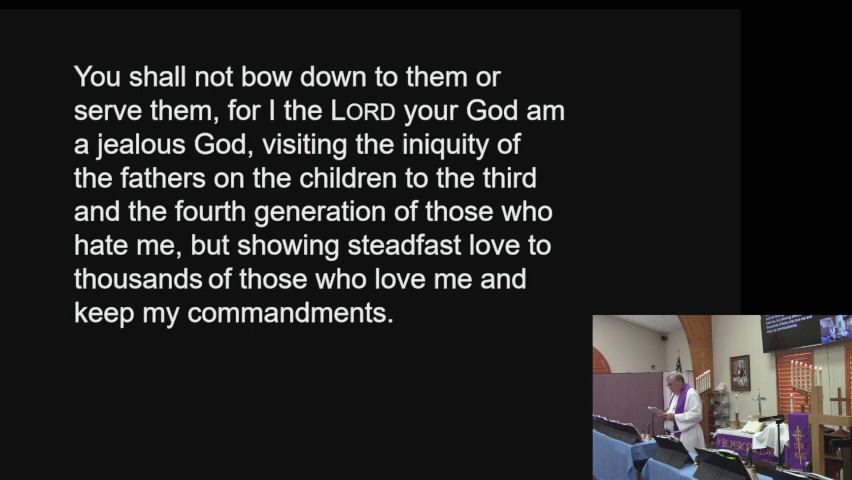 You shall not bow down to them or
serve them, for I the LORD your God am
a jealous God, visiting the iniquity of
the fathers on the children to the third
and the fourth generation of those who
hate me, but showing steadfast love to
thousands of those who love me and
keep my commandments.